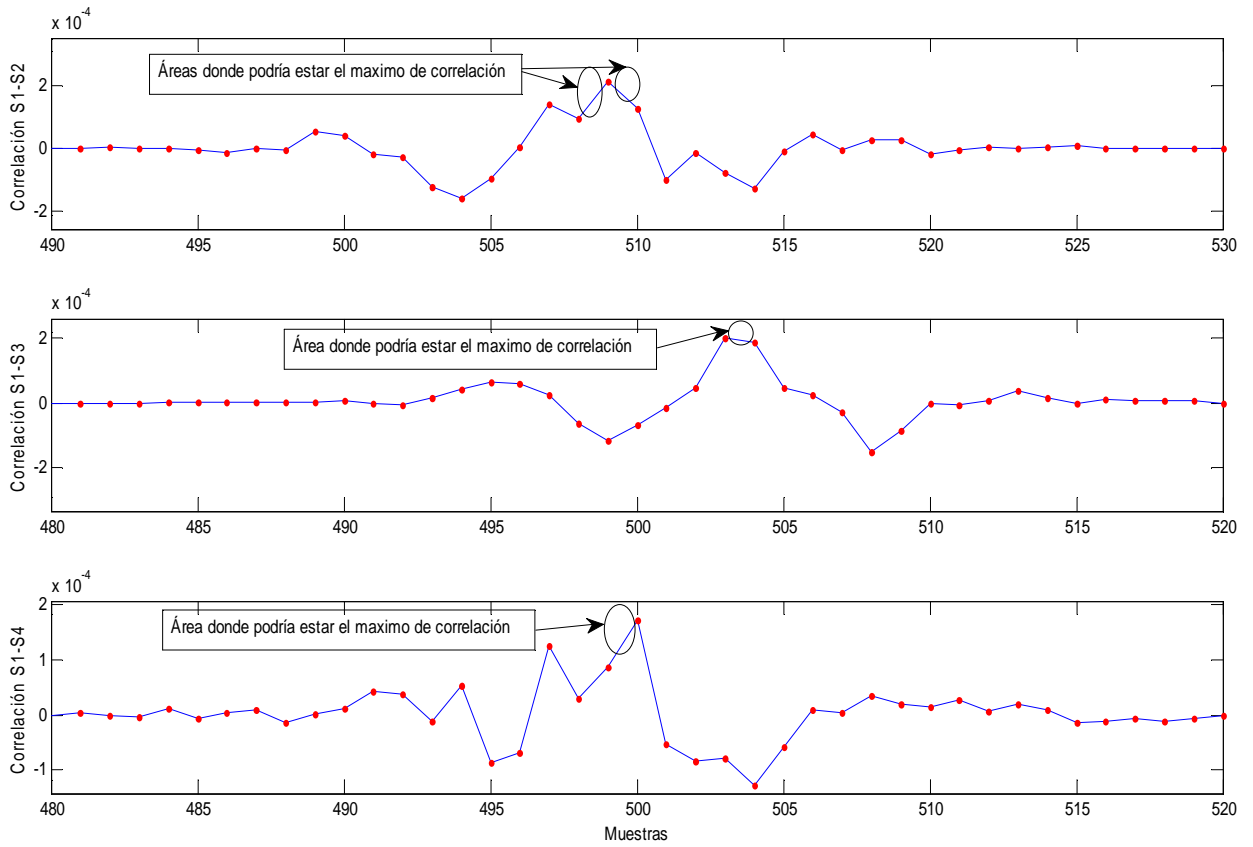 x 10-4
Correlación S1-S2
Áreas donde podría estar el maximo de correlación
2
0
-2
490 495 500 505 510 515 520 525 530
x 10-4
Correlación S1-S3
Área donde podría estar el maximo de correlación
2
0
-2
480 485 490 495 500 505 510 515 520
x 10-4
Correlación S1-S4
Área donde podría estar el maximo de correlación
2
1
0
-1
480 485 490 495 500 505 510 515 520
Muestras